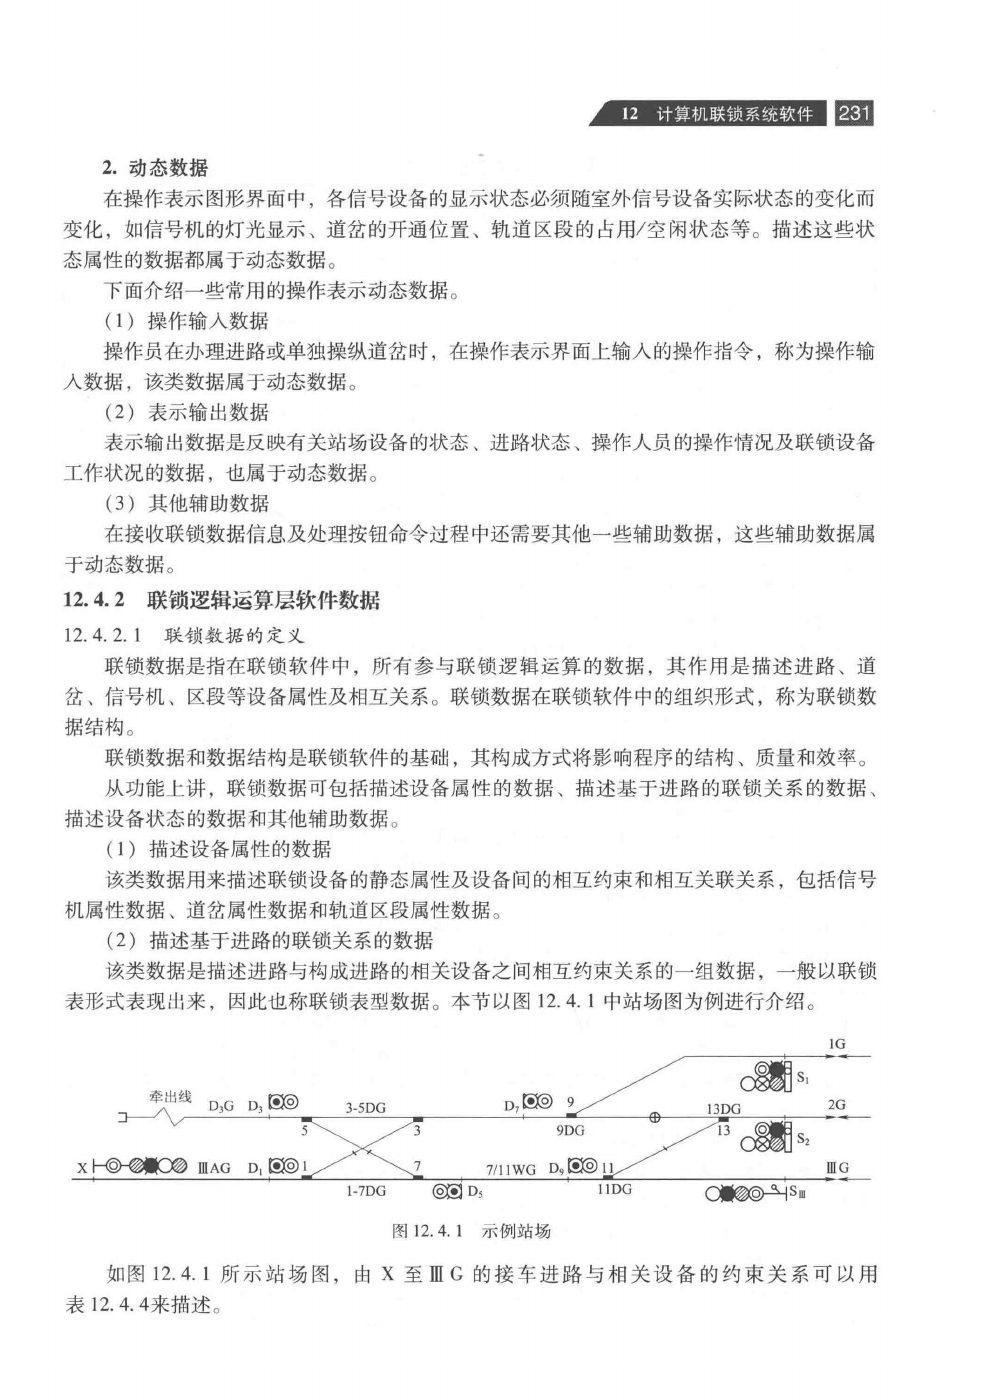 12 计算机联锁系统软件 231
2. 动态数据
在操作表示图形界面中，各信号设备的显示状态必须随室外信号设备实际状态的变化而
变化，如信号机的灯光显示、道岔的开通位置、轨道区段的占用/空闲状态等。描述这些状
态属性的数据都属于动态数据。
下面介绍一些常用的操作表示动态数据。
（1）操作输入数据
操作员在办理进路或单独操纵道岔时，在操作表示界面上输入的操作指令，称为操作输
入数据，该类数据属于动态数据。
（2）表示输出数据
表示输出数据是反映有关站场设备的状态、进路状态、操作人员的操作情况及联锁设备
工作状况的数据，也属于动态数据。
（3）其他辅助数据
在接收联锁数据信息及处理按钮命令过程中还需要其他一些辅助数据，这些辅助数据属
于动态数据。
12.4.2 联锁逻辑运算层软件数据
12.4.2.1 联锁数据的定义
联锁数据是指在联锁软件中，所有参与联锁逻辑运算的数据，其作用是描述进路、道
岔、信号机、区段等设备属性及相互关系。联锁数据在联锁软件中的组织形式，称为联锁数
据结构。
联锁数据和数据结构是联锁软件的基础，其构成方式将影响程序的结构、质量和效率。
从功能上讲，联锁数据可包括描述设备属性的数据、描述基于进路的联锁关系的数据、
描述设备状态的数据和其他辅助数据。
（1）描述设备属性的数据
该类数据用来描述联锁设备的静态属性及设备间的相互约束和相互关联关系，包括信号
机属性数据、道岔属性数据和轨道区段属性数据。
（2）描述基于进路的联锁关系的数据
该类数据是描述进路与构成进路的相关设备之间相互约束关系的一组数据，一般以联锁
表形式表现出来，因此也称联锁表型数据。本节以图 12.4.1 中站场图为例进行介绍。
1G
S₁
牵出线 D₃G D₃ 3-5DG D₇ 9 13DG 2G
5 3 9DG 13 S₂
X ⅢAG D₁ 1 7 7/11WG D₉ 11 ⅢG
1-7DG D₅ 11DG SⅢ
图 12.4.1 示例站场
如图 12.4.1 所示站场图，由 X 至 ⅢG 的接车进路与相关设备的约束关系可以用
表 12.4.4来描述。